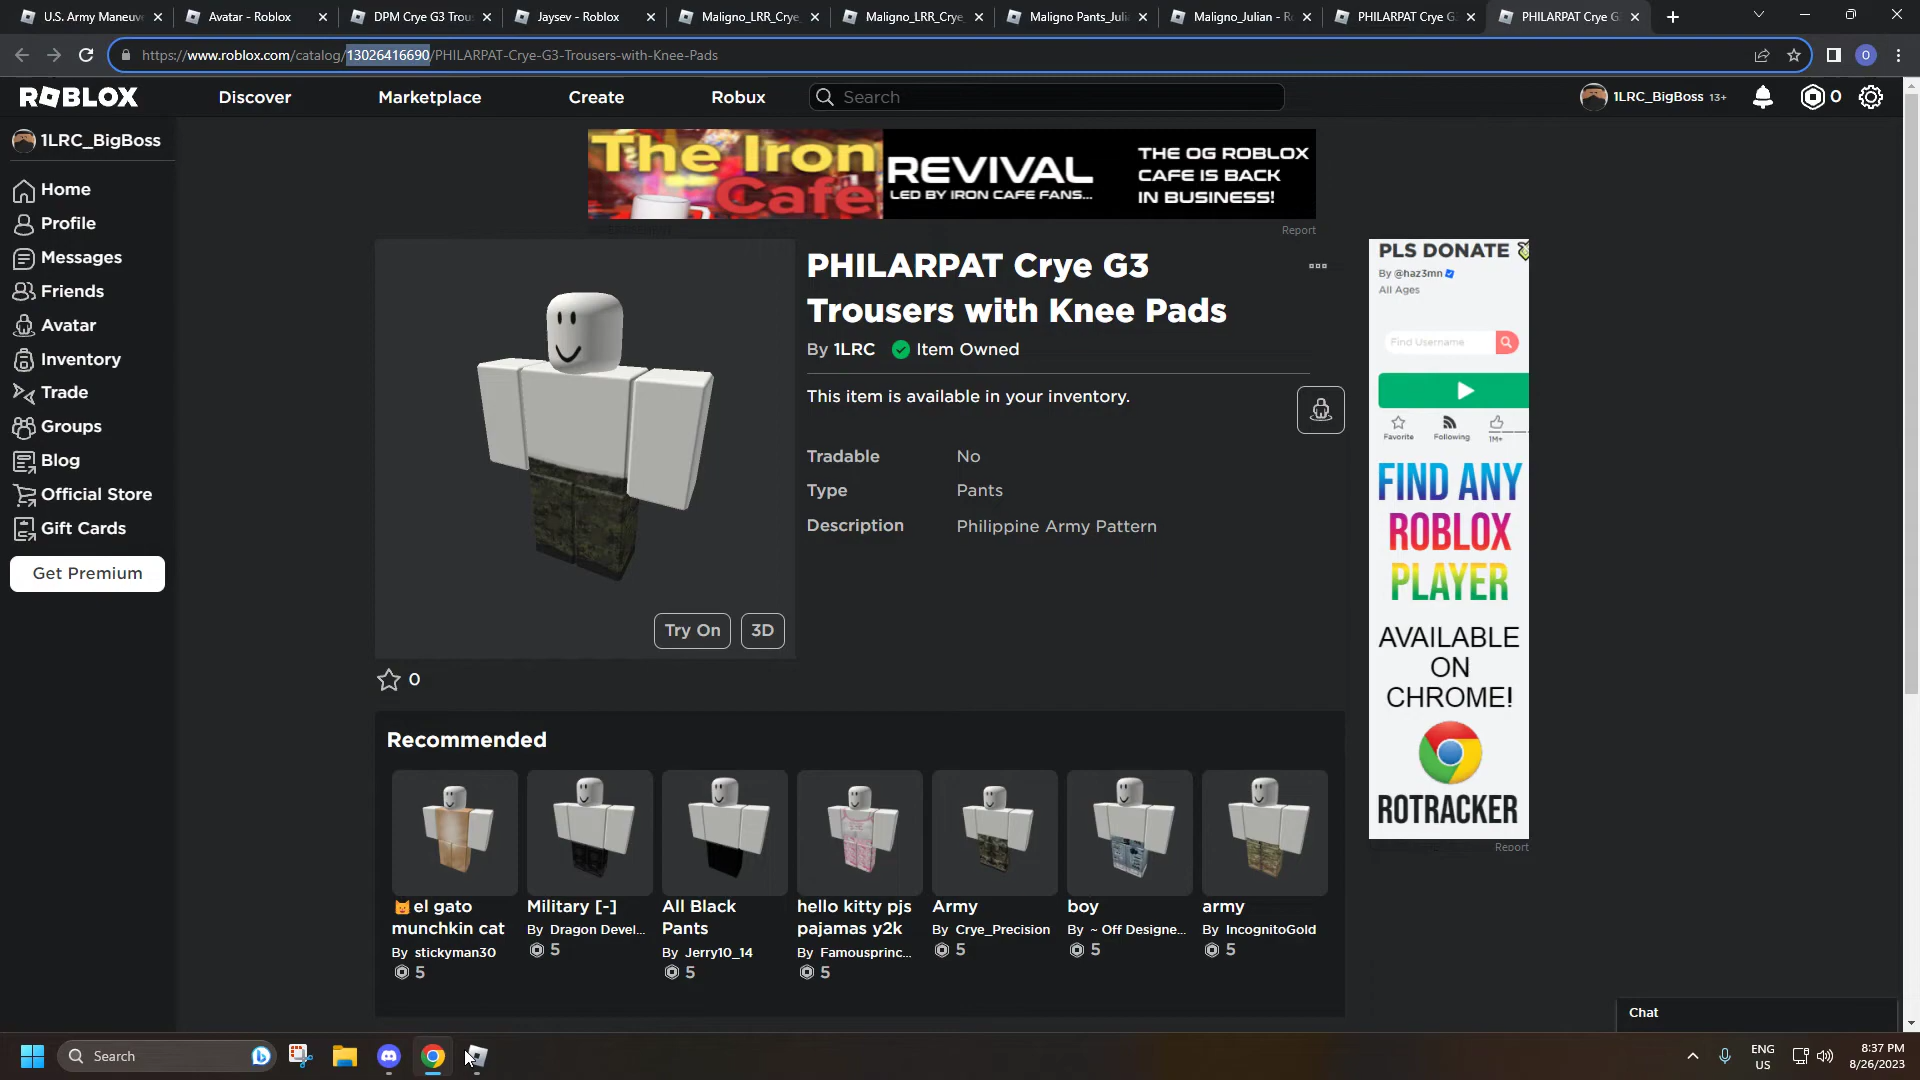 U.S. Army Maneuv
Avatar - Roblox
DPM Crye G3 Trou
Jaysev - Roblox
Maligno_LRR_Crye_
Maligno_LRR_Crye_
Maligno Pants_Juli
Maligno_Julian - R
PHILARPAT Crye G
PHILARPAT Crye G
https://www.roblox.com/catalog/13026416690/PHILARPAT-Crye-G3-Trousers-with-Knee-Pads
O
ROBLOX
Discover
Marketplace
Create
Robux
Search
1LRC_BigBoss 13+
0
1LRC_BigBoss
Home
Profile
Messages
Friends
Avatar
Inventory
Trade
Groups
Blog
Official Store
Gift Cards
Get Premium
The Iron
Cafe
REVIVAL
LED BY IRON CAFE FANS...
THE OG ROBLOX
CAFE IS BACK
IN BUSINESS!
ADVERTISEMENT
Report
PHILARPAT Crye G3
Trousers with Knee Pads
By 1LRC Item Owned
This item is available in your inventory.
Tradable No
Type Pants
Description Philippine Army Pattern
Try On
3D
0
PLS DONATE
By @haz3mn
All Ages
Find Username
Favorite
Following
1M+
FIND ANY
ROBLOX
PLAYER
AVAILABLE
ON
CHROME!
ROTRACKER
Report
Recommended
el gato
munchkin cat
By stickyman30
5
Military [-]
By Dragon Devel...
5
All Black
Pants
By Jerry10_14
5
hello kitty pjs
pajamas y2k
By Famousprinc...
5
Army
By Crye_Precision
5
boy
By ~ Off Designe...
5
army
By IncognitoGold
5
Chat
Search
ENG
US
8:37 PM
8/26/2023